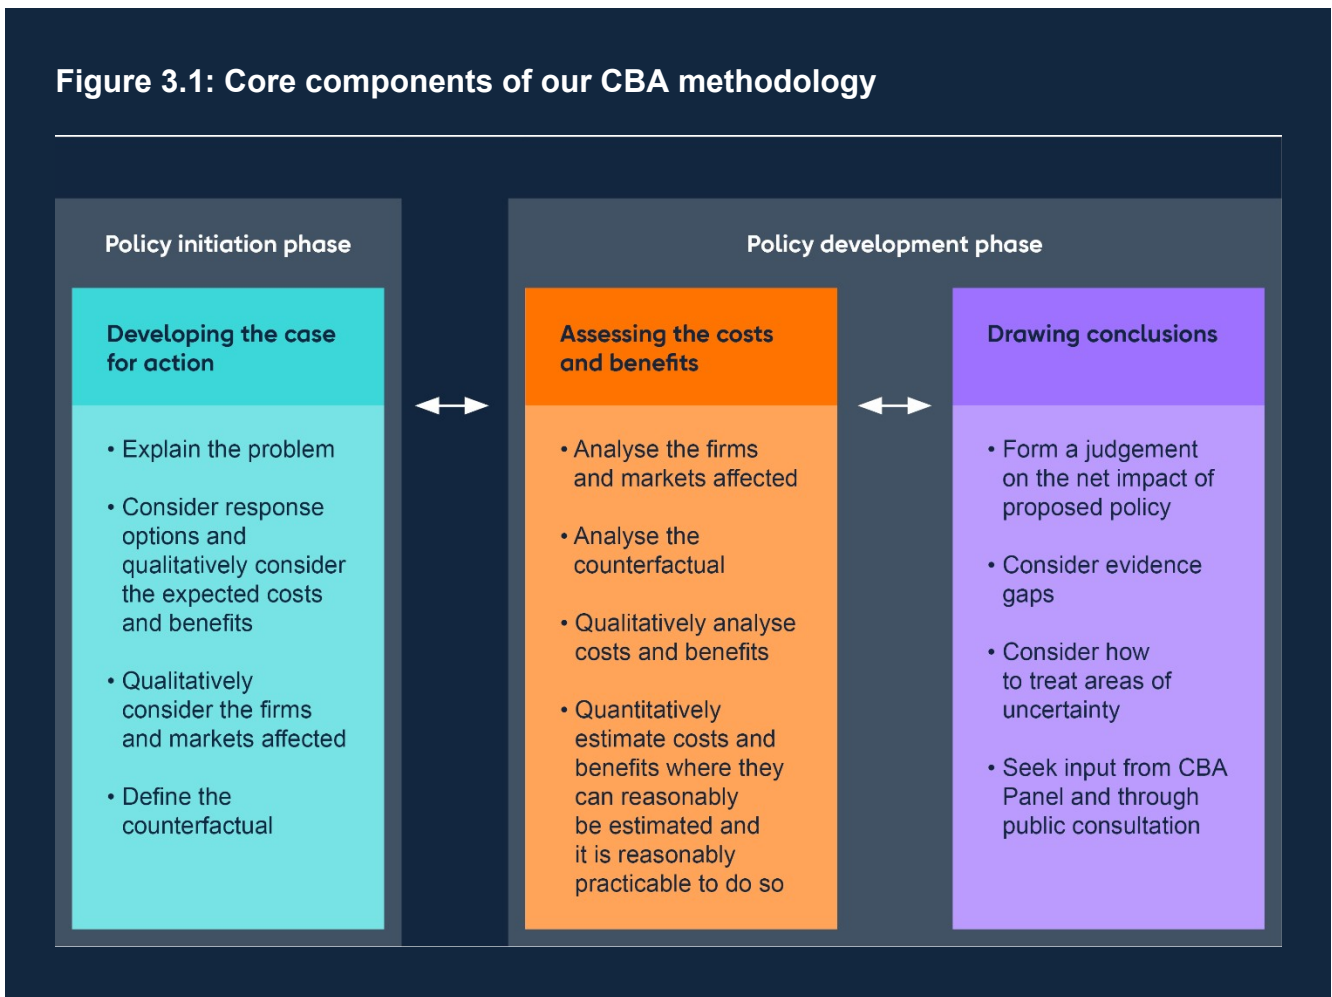 Figure 3.1: Core components of our CBA methodology
Policy initiation phase
Developing the case
for action
• Explain the problem
• Consider response
options and
qualitatively consider
the expected costs
and benefits
• Qualitatively
consider the firms
and markets affected
• Define the
counterfactual
Policy development phase
Assessing the costs
and benefits
• Analyse the firms
and markets affected
• Analyse the
counterfactual
• Qualitatively analyse
costs and benefits
• Quantitatively
estimate costs and
benefits where they
can reasonably
be estimated and
it is reasonably
practicable to do so
Drawing conclusions
• Form a judgement
on the net impact of
proposed policy
• Consider evidence
gaps
• Consider how
to treat areas of
uncertainty
• Seek input from CBA
Panel and through
public consultation